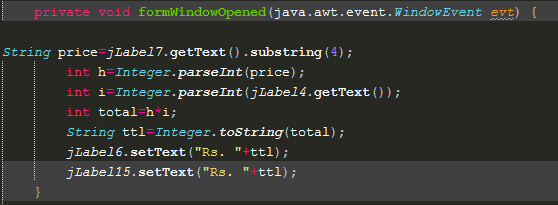 private void formWindowOpened(java.awt.event.WindowEvent evt) {
String price=jLabel7.getText().substring(4);
int h=Integer.parseInt(price);
int i=Integer.parseInt(jLabel4.getText());
int total=h*i;
String ttl=Integer.toString(total);
jLabel6.setText("Rs. "+ttl);
jLabel15.setText("Rs. "+ttl);
}